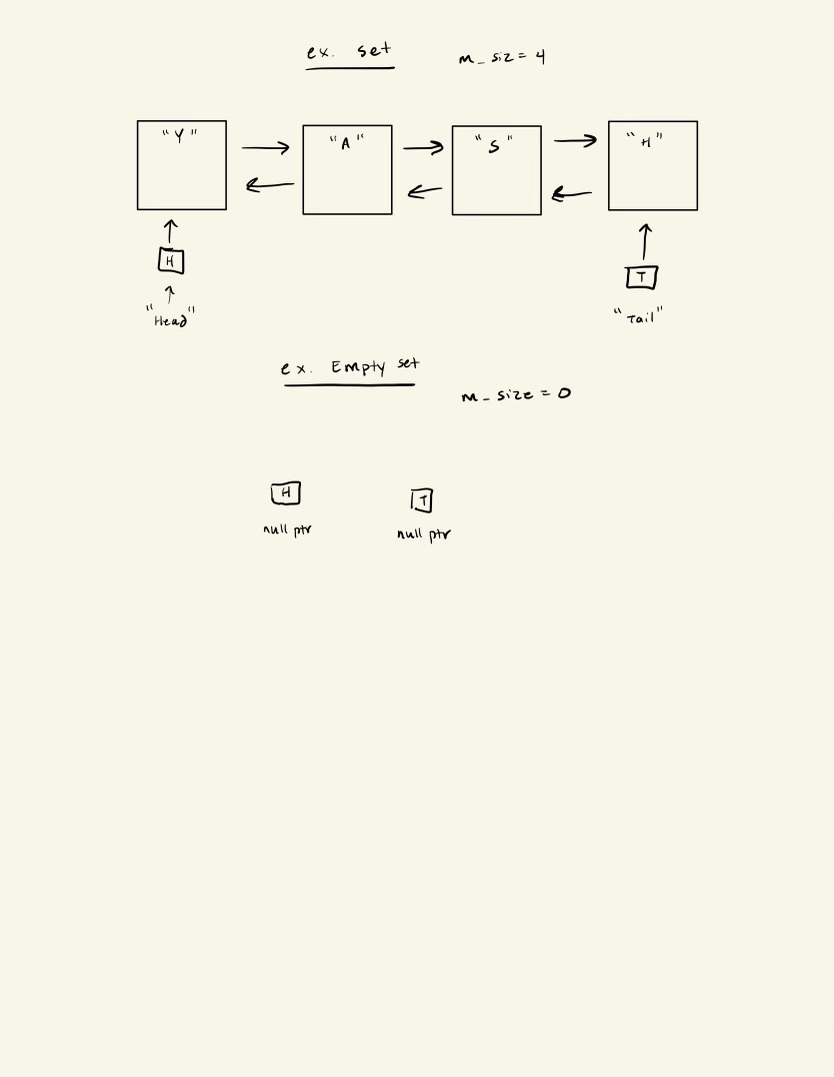 ex. set m_siz = 4
"Y" "A" "S" "H"
H T
"Head" "Tail"
ex. Empty set
m_size = 0
H T
null ptr null ptr